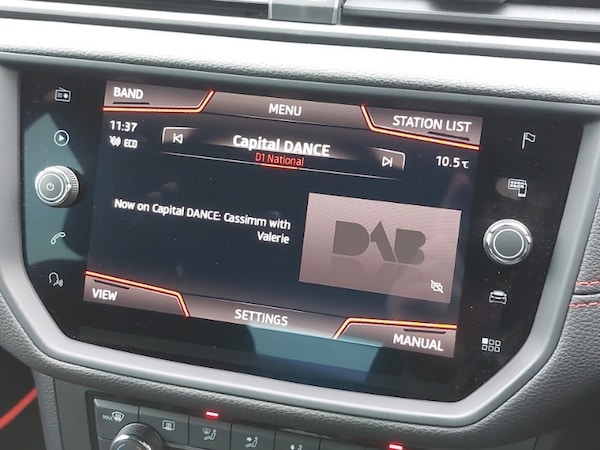 BAND
MENU
STATION LIST
11:37
Capital DANCE
10.5 °C
ECO
D1 National
Now on Capital DANCE: Cassimm with
Valerie
DAB
VIEW
SETTINGS
MANUAL
MAX